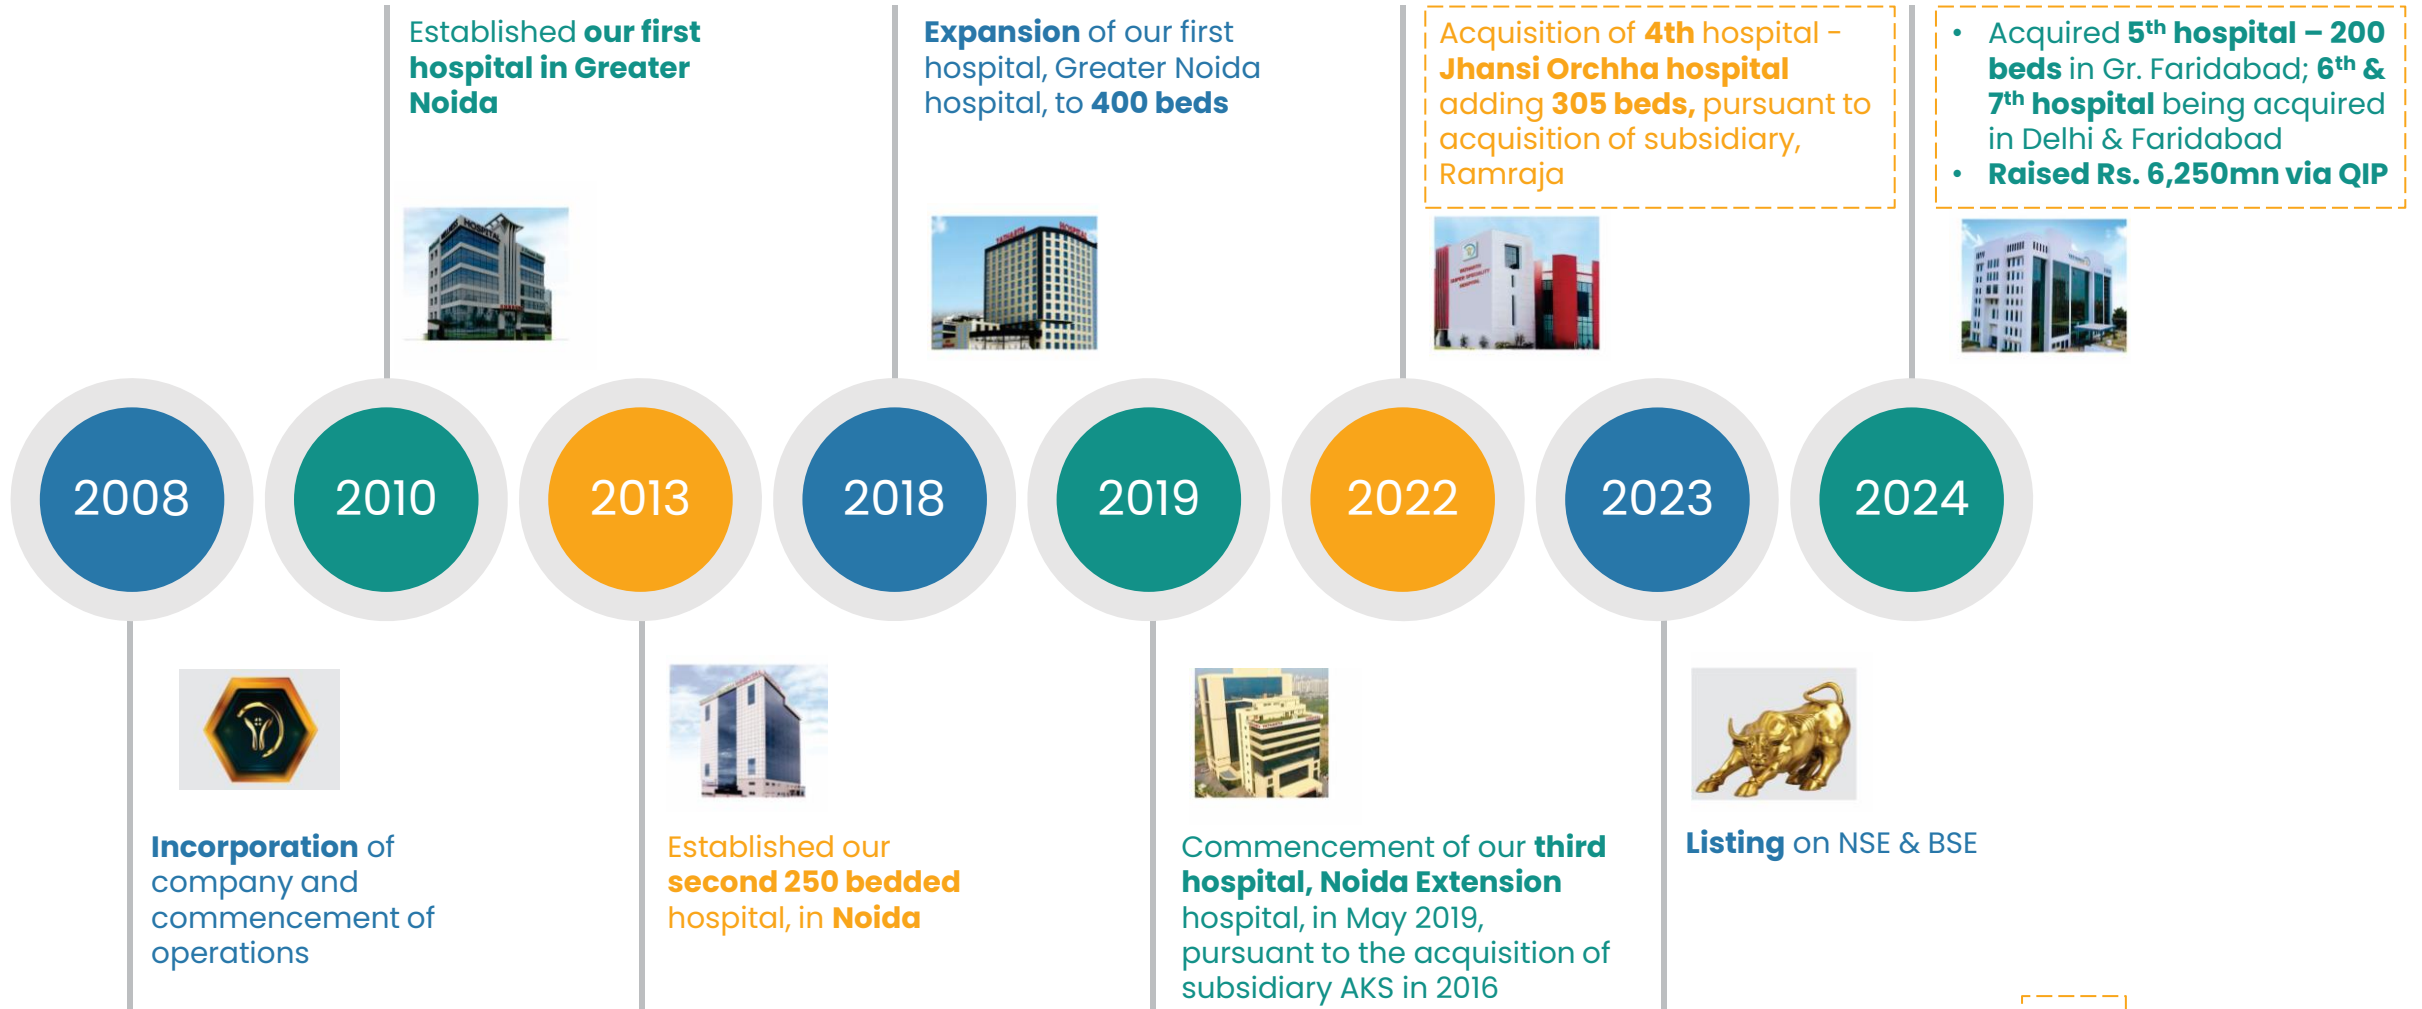 Established our first
hospital in Greater
Noida
Expansion of our first
hospital, Greater Noida
hospital, to 400 beds
Acquisition of 4th hospital -
Jhansi Orchha hospital
adding 305 beds, pursuant to
acquisition of subsidiary,
Ramraja
• Acquired 5th hospital – 200
beds in Gr. Faridabad; 6th &
7th hospital being acquired
in Delhi & Faridabad
• Raised Rs. 6,250mn via QIP
HOSPITAL
YATHARTH HOSPITAL
2008
2010
2013
2018
2019
2022
2023
2024
Incorporation of
company and
commencement of
operations
Established our
second 250 bedded
hospital, in Noida
Commencement of our third
hospital, Noida Extension
hospital, in May 2019,
pursuant to the acquisition of
subsidiary AKS in 2016
Listing on NSE & BSE